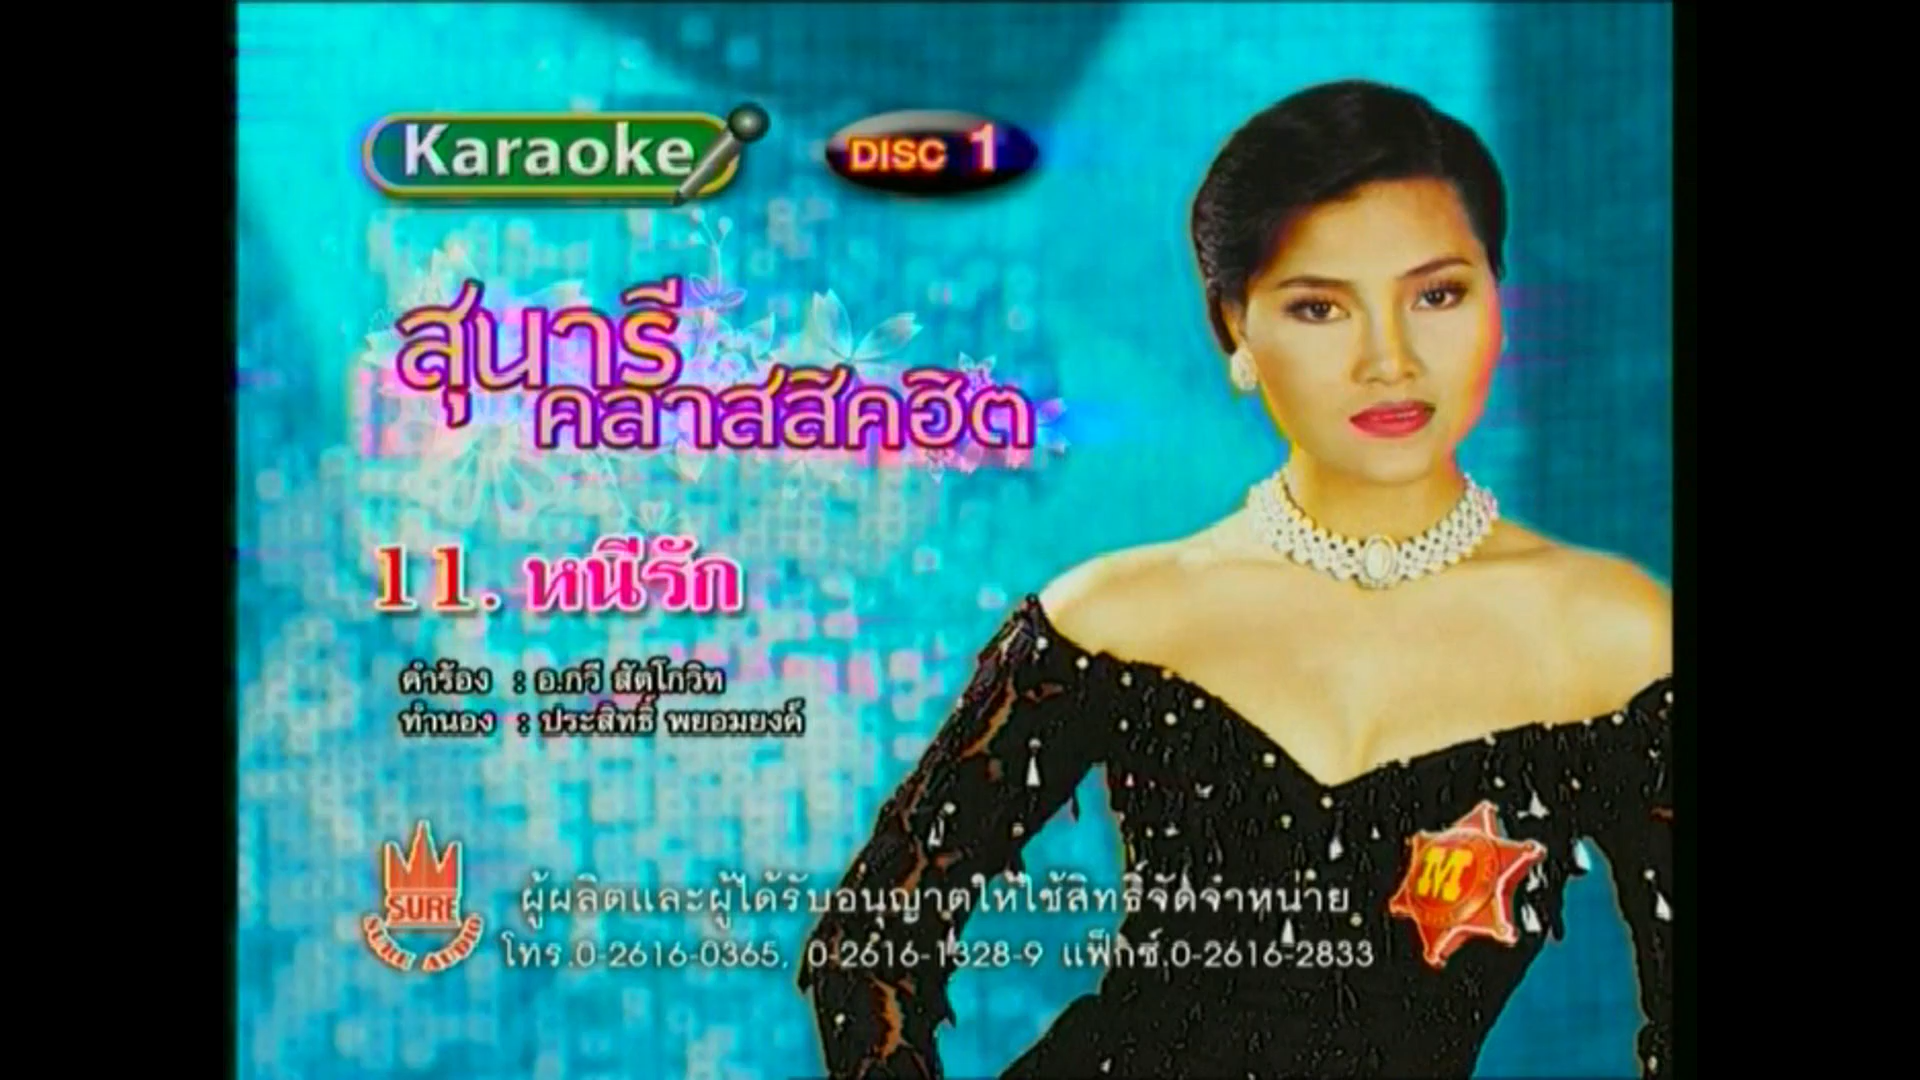 Karaoke
DISC 1
สุนารี
คลาสสิคฮิต
11. หนีรัก
คำร้อง : อ.กวี สัตโกวิท
ทำนอง : ประสิทธิ์ พยอมยงค์
SURE
SURE AUDIO
M
ผู้ผลิตและผู้ได้รับอนุญาตให้ใช้สิทธิ์จัดจำหน่าย
โทร.0-2616-0365, 0-2616-1328-9 แฟ็กซ์.0-2616-2833